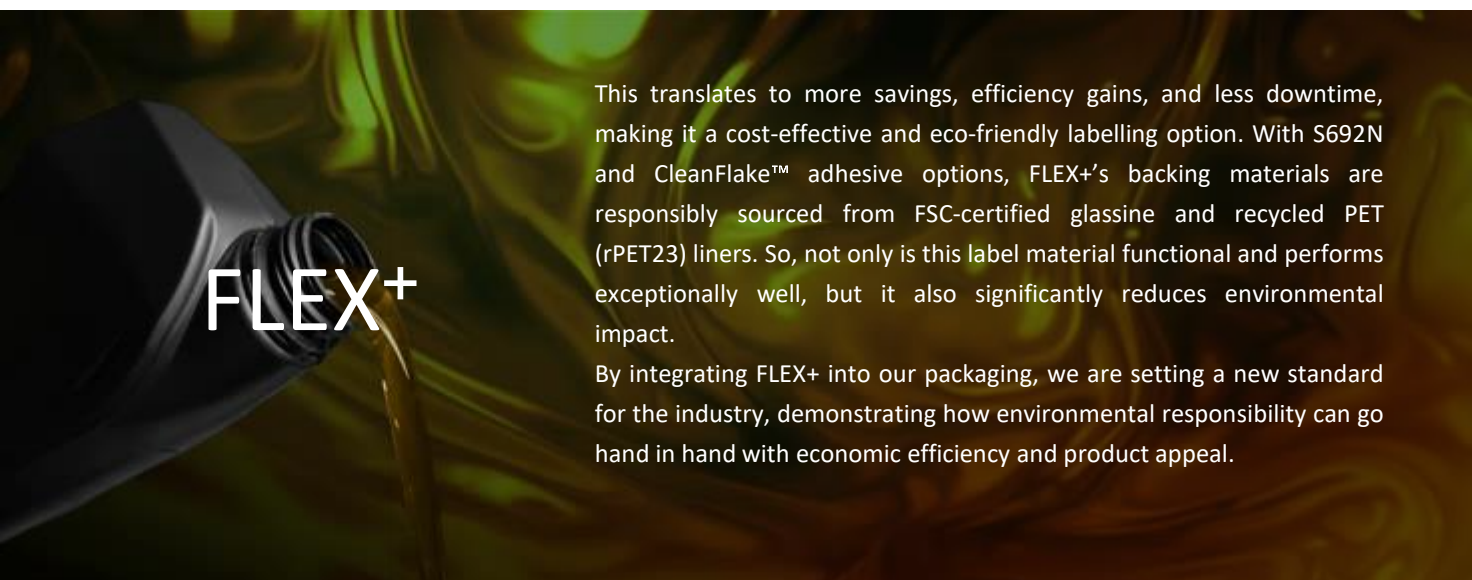 This translates to more savings, efficiency gains, and less downtime,
making it a cost-effective and eco-friendly labelling option. With S692N
and CleanFlake™ adhesive options, FLEX+’s backing materials are
responsibly sourced from FSC-certified glassine and recycled PET
(rPET23) liners. So, not only is this label material functional and performs
exceptionally well, but it also significantly reduces environmental
impact.
By integrating FLEX+ into our packaging, we are setting a new standard
for the industry, demonstrating how environmental responsibility can go
hand in hand with economic efficiency and product appeal.
FLEX+